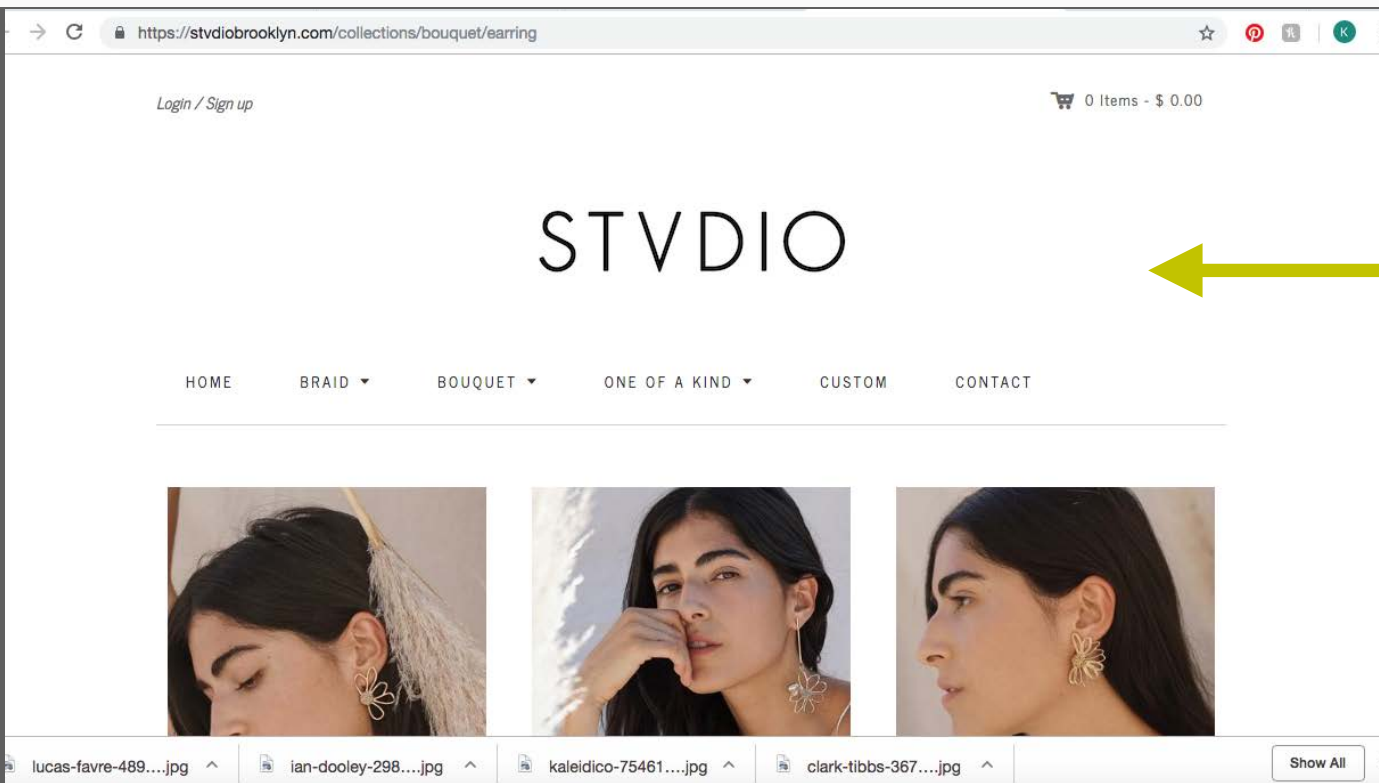 https://stvdiobrooklyn.com/collections/bouquet/earring
K
Login / Sign up
0 Items - $ 0.00
STVDIO
HOME BRAID BOUQUET ONE OF A KIND CUSTOM CONTACT
lucas-favre-489....jpg ian-dooley-298....jpg kaleidico-75461....jpg clark-tibbs-367....jpg Show All